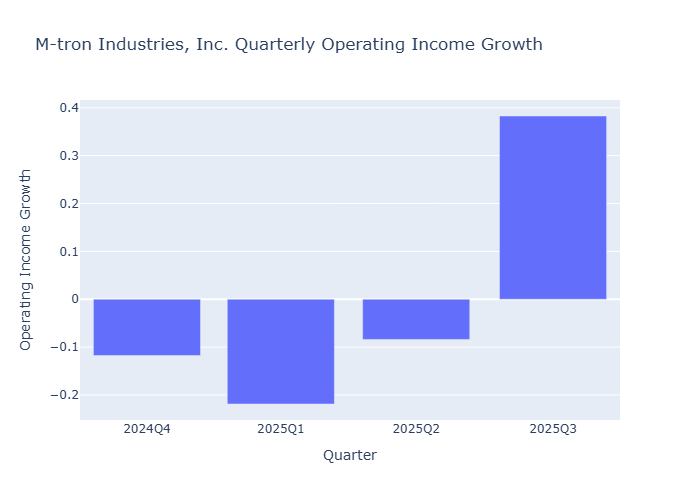 M-tron Industries, Inc. Quarterly Operating Income Growth
Operating Income Growth
0.4
0.3
0.2
0.1
0
−0.1
−0.2
2024Q4
2025Q1
2025Q2
2025Q3
Quarter